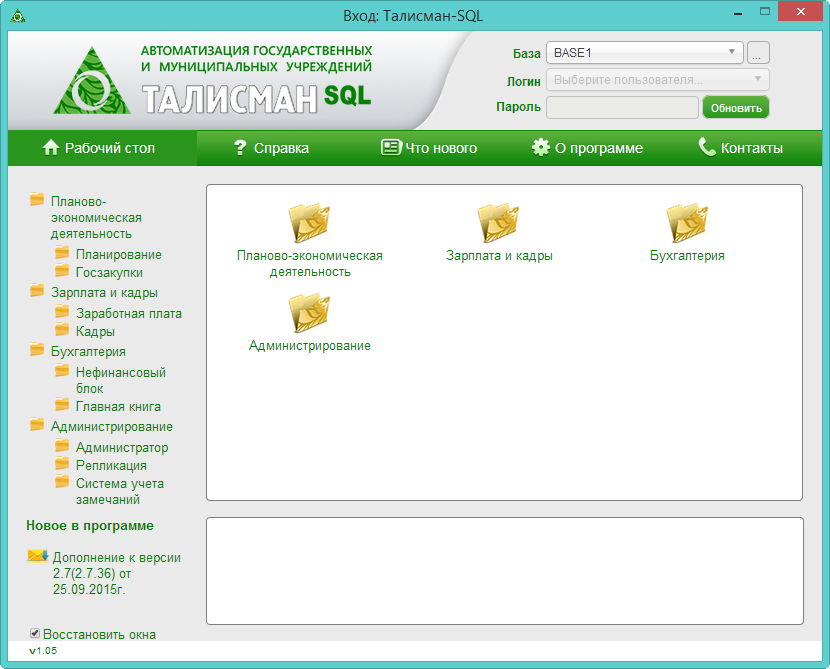 Вход: Талисман-SQL
АВТОМАТИЗАЦИЯ ГОСУДАРСТВЕННЫХ
И МУНИЦИПАЛЬНЫХ УЧРЕЖДЕНИЙ
ТАЛИСМАН SQL
База BASE1 ...
Логин Выберите пользователя...
Пароль Обновить
Рабочий стол ? Справка Что нового О программе Контакты
Планово-
экономическая
деятельность
Планирование
Госзакупки
Зарплата и кадры
Заработная плата
Кадры
Бухгалтерия
Нефинансовый
блок
Главная книга
Администрирование
Администратор
Репликация
Система учета
замечаний
Новое в программе
Дополнение к версии
2.7(2.7.36) от
25.09.2015г.
Восстановить окна
v1.05
Планово-экономическая
деятельность
Зарплата и кадры
Бухгалтерия
Администрирование